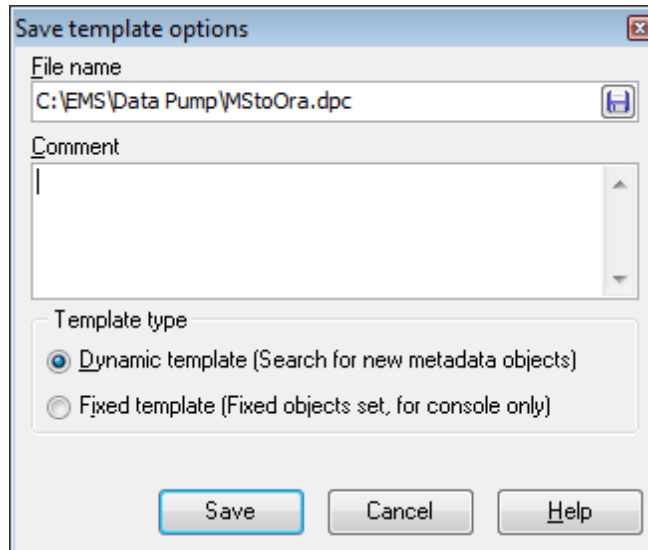 Save template options
File name
C:\EMS\Data Pump\MStoOra.dpc
Comment
Template type
Dynamic template (Search for new metadata objects)
Fixed template (Fixed objects set, for console only)
Save Cancel Help